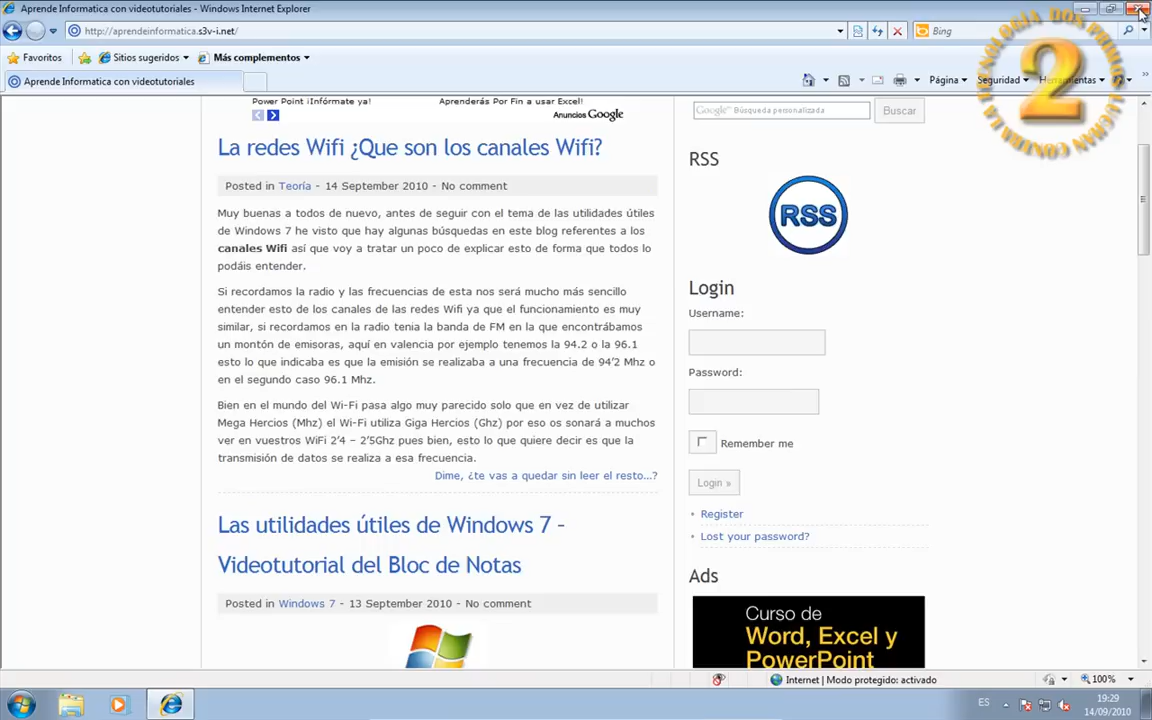 Aprende Informatica con videotutoriales - Windows Internet Explorer
http://aprendeinformatica.s3v-i.net/
Bing
Favoritos
Sitios sugeridos
Más complementos
Aprende Informatica con videotutoriales
Página
Seguridad
Herramientas
TECNOLOGIA DOS PRIMOS LUCHAN CONTRA LA
2
Power Point ¡Infórmate ya!
Aprenderás Por Fin a usar Excel!
Anuncios Google
La redes Wifi ¿Que son los canales Wifi?
Posted in Teoría - 14 September 2010 - No comment
Muy buenas a todos de nuevo, antes de seguir con el tema de las utilidades útiles
de Windows 7 he visto que hay algunas búsquedas en este blog referentes a los
canales Wifi así que voy a tratar un poco de explicar esto de forma que todos lo
podáis entender.
Si recordamos la radio y las frecuencias de esta nos será mucho más sencillo
entender esto de los canales de las redes Wifi ya que el funcionamiento es muy
similar, si recordamos en la radio tenia la banda de FM en la que encontrábamos
un montón de emisoras, aquí en valencia por ejemplo tenemos la 94.2 o la 96.1
esto lo que indicaba es que la emisión se realizaba a una frecuencia de 94'2 Mhz o
en el segundo caso 96.1 Mhz.
Bien en el mundo del Wi-Fi pasa algo muy parecido solo que en vez de utilizar
Mega Hercios (Mhz) el Wi-Fi utiliza Giga Hercios (Ghz) por eso os sonará a muchos
ver en vuestros WiFi 2'4 – 2'5Ghz pues bien, esto lo que quiere decir es que la
transmisión de datos se realiza a esa frecuencia.
Dime, ¿te vas a quedar sin leer el resto...?
Las utilidades útiles de Windows 7 -
Videotutorial del Bloc de Notas
Posted in Windows 7 - 13 September 2010 - No comment
Google™ Búsqueda personalizada
Buscar
RSS
RSS
Login
Username:
Password:
Remember me
Login »
Register
Lost your password?
Ads
Curso de
Word, Excel y
PowerPoint
Internet | Modo protegido: activado
100%
ES
19:29
14/09/2010